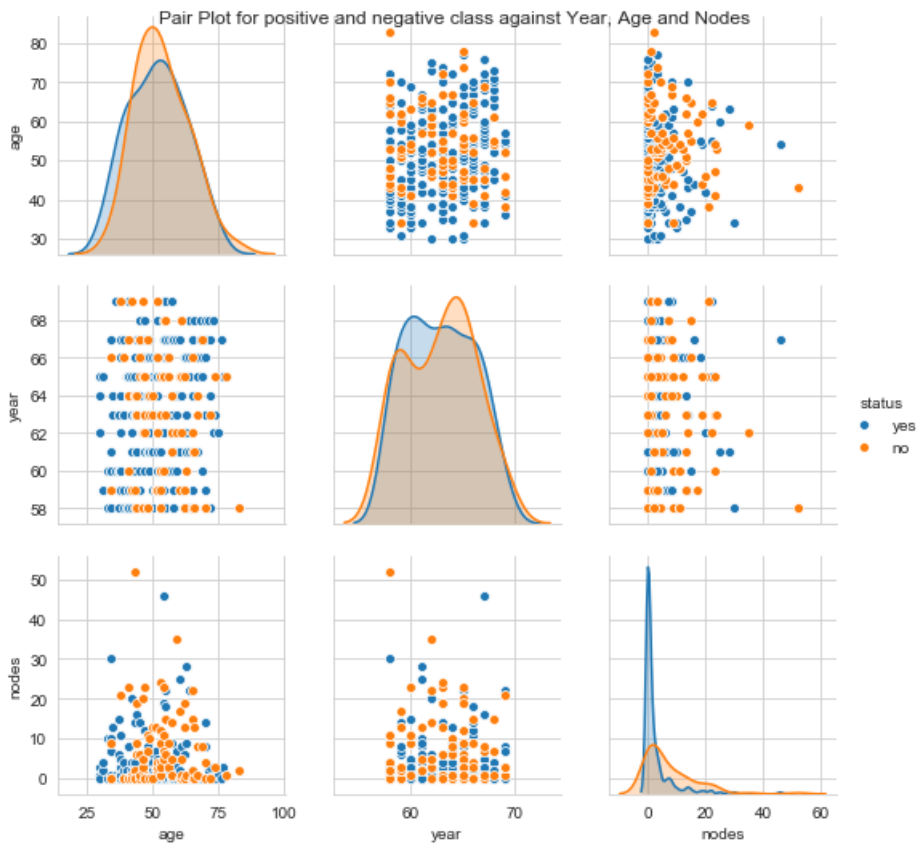 Pair Plot for positive and negative class against Year, Age and Nodes
80
70
60
50
40
30
age
68
66
64
62
60
58
year
status
yes
no
50
40
30
20
10
0
nodes
25 50 75 100
60 70
0 20 40 60
age
year
nodes